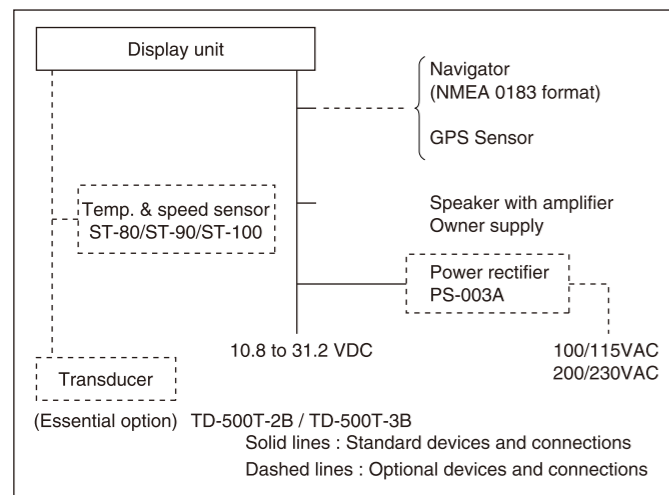 Display unit
Navigator
(NMEA 0183 format)
GPS Sensor
Temp. & speed sensor
ST-80/ST-90/ST-100
Speaker with amplifier
Owner supply
Power rectifier
PS-003A
10.8 to 31.2 VDC
100/115VAC
200/230VAC
Transducer
(Essential option) TD-500T-2B / TD-500T-3B
Solid lines : Standard devices and connections
Dashed lines : Optional devices and connections